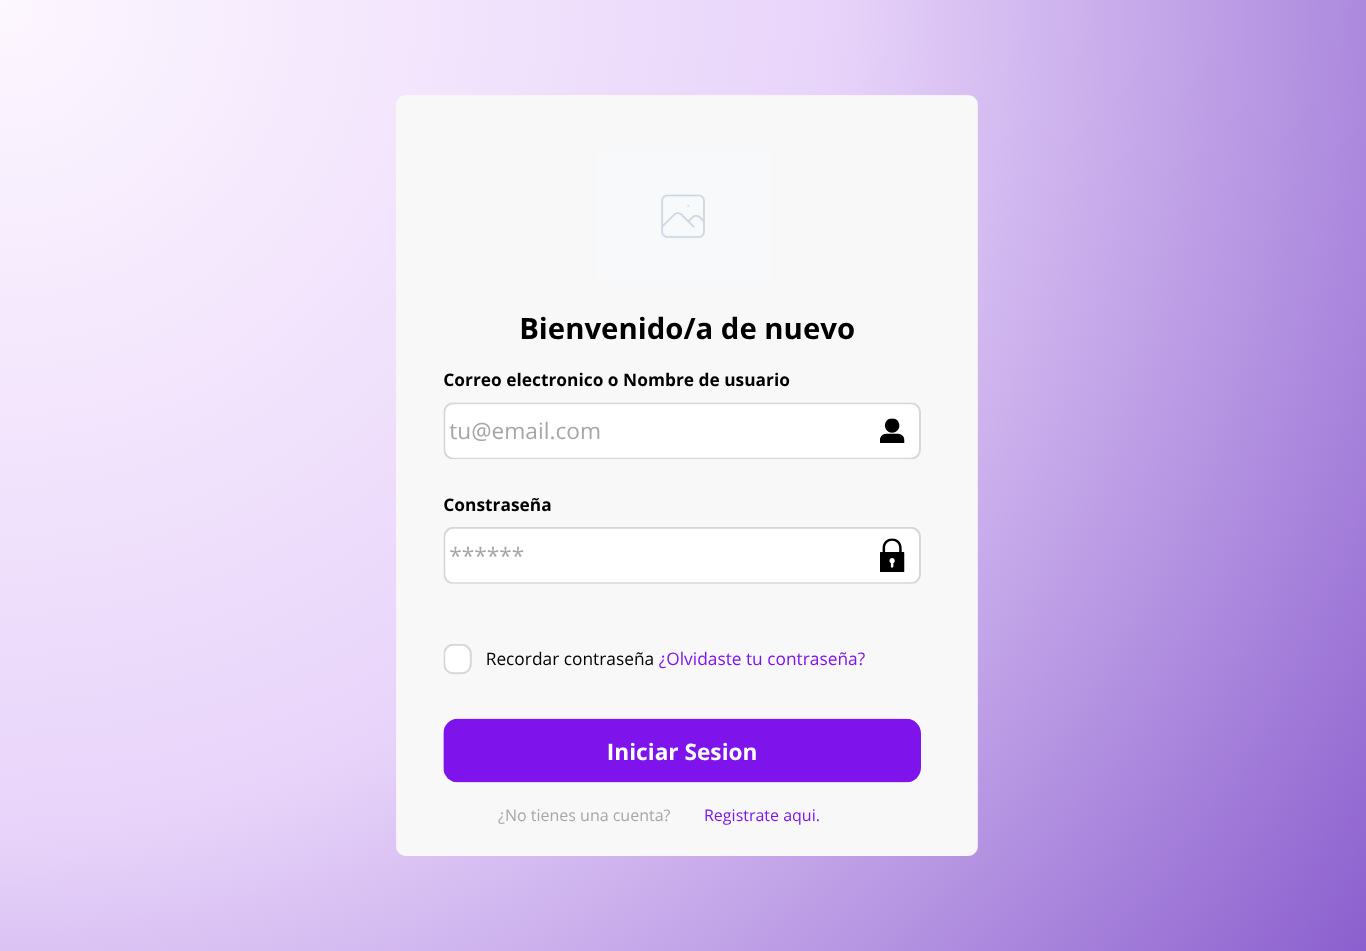 Bienvenido/a de nuevo
Correo electronico o Nombre de usuario
tu@email.com
Constraseña
******
Recordar contraseña ¿Olvidaste tu contraseña?
Iniciar Sesion
¿No tienes una cuenta? Registrate aqui.